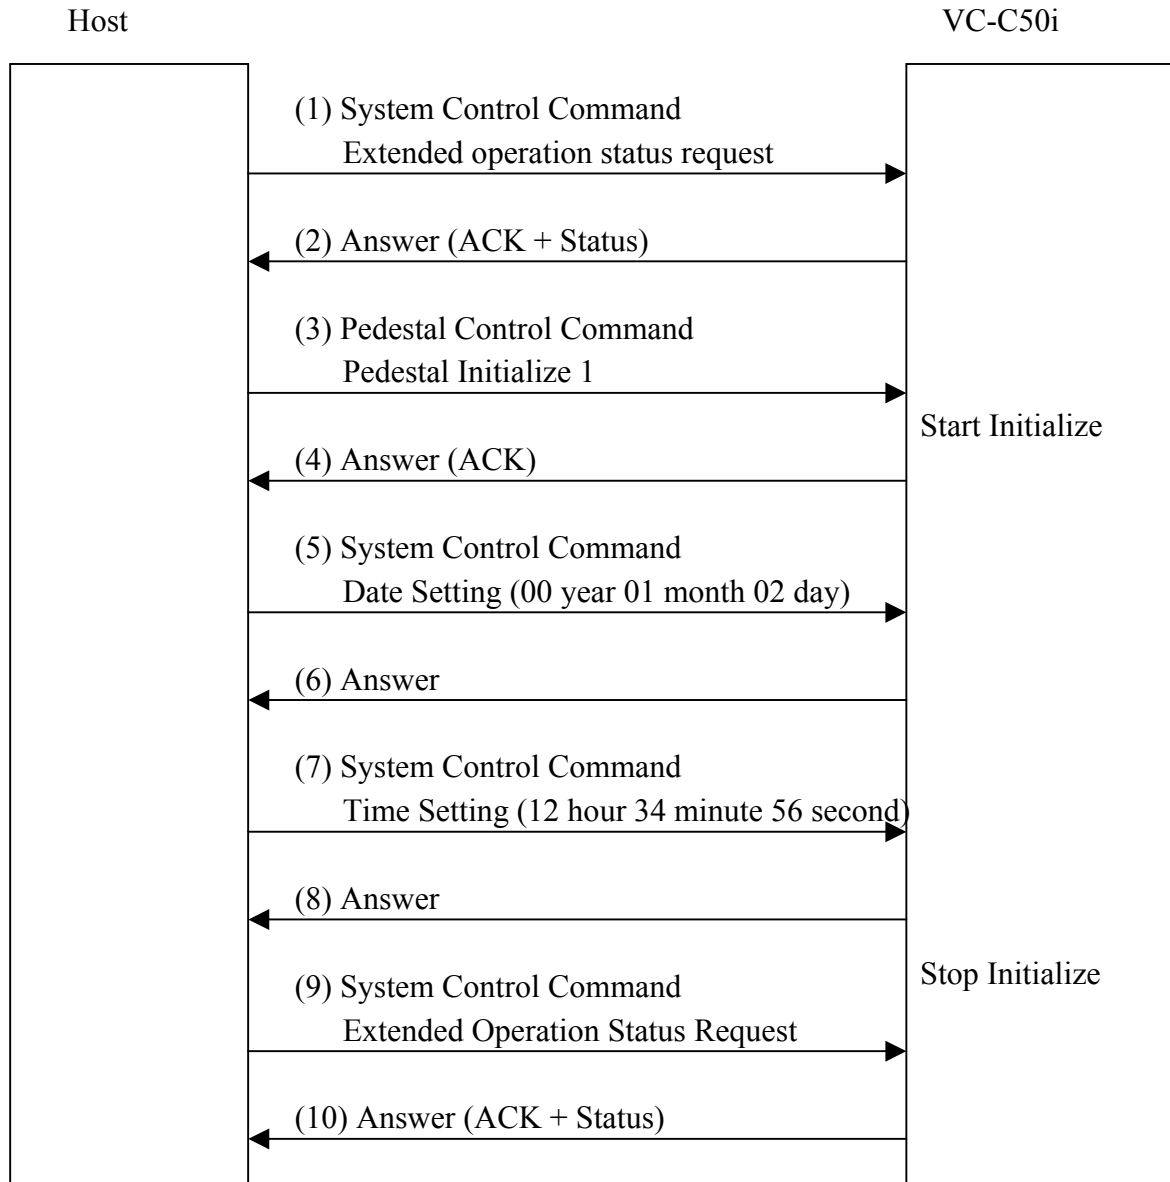 Host
VC-C50i
(1) System Control Command
Extended operation status request
(2) Answer (ACK + Status)
(3) Pedestal Control Command
Pedestal Initialize 1
Start Initialize
(4) Answer (ACK)
(5) System Control Command
Date Setting (00 year 01 month 02 day)
(6) Answer
(7) System Control Command
Time Setting (12 hour 34 minute 56 second)
(8) Answer
Stop Initialize
(9) System Control Command
Extended Operation Status Request
(10) Answer (ACK + Status)